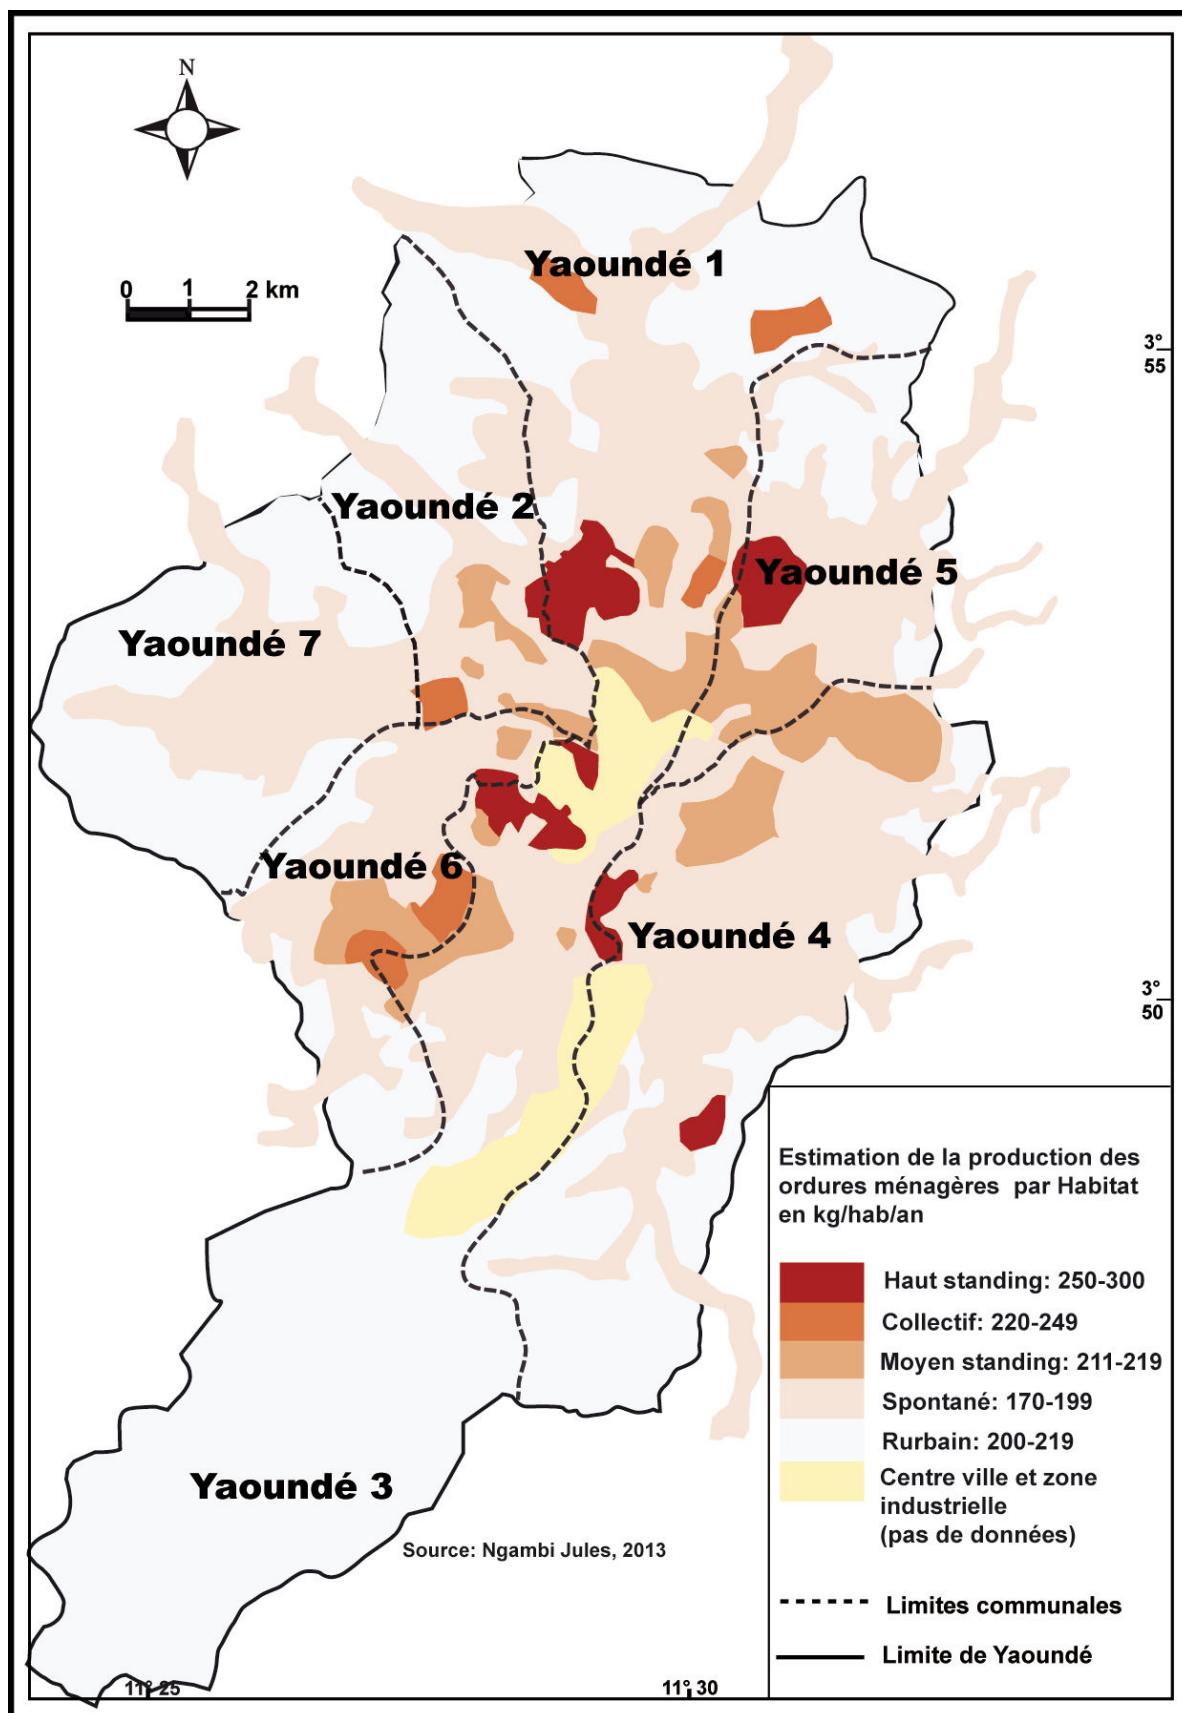 N
0 1 2 km
Yaoundé 1
3°
55
Yaoundé 2
Yaoundé 5
Yaoundé 7
Yaoundé 6
Yaoundé 4
3°
50
Estimation de la production des
ordures ménagères par Habitat
en kg/hab/an
Haut standing: 250-300
Collectif: 220-249
Moyen standing: 211-219
Spontané: 170-199
Rurbain: 200-219
Centre ville et zone
industrielle
(pas de données)
Limites communales
Limite de Yaoundé
Yaoundé 3
Source: Ngambi Jules, 2013
11° 25
11° 30